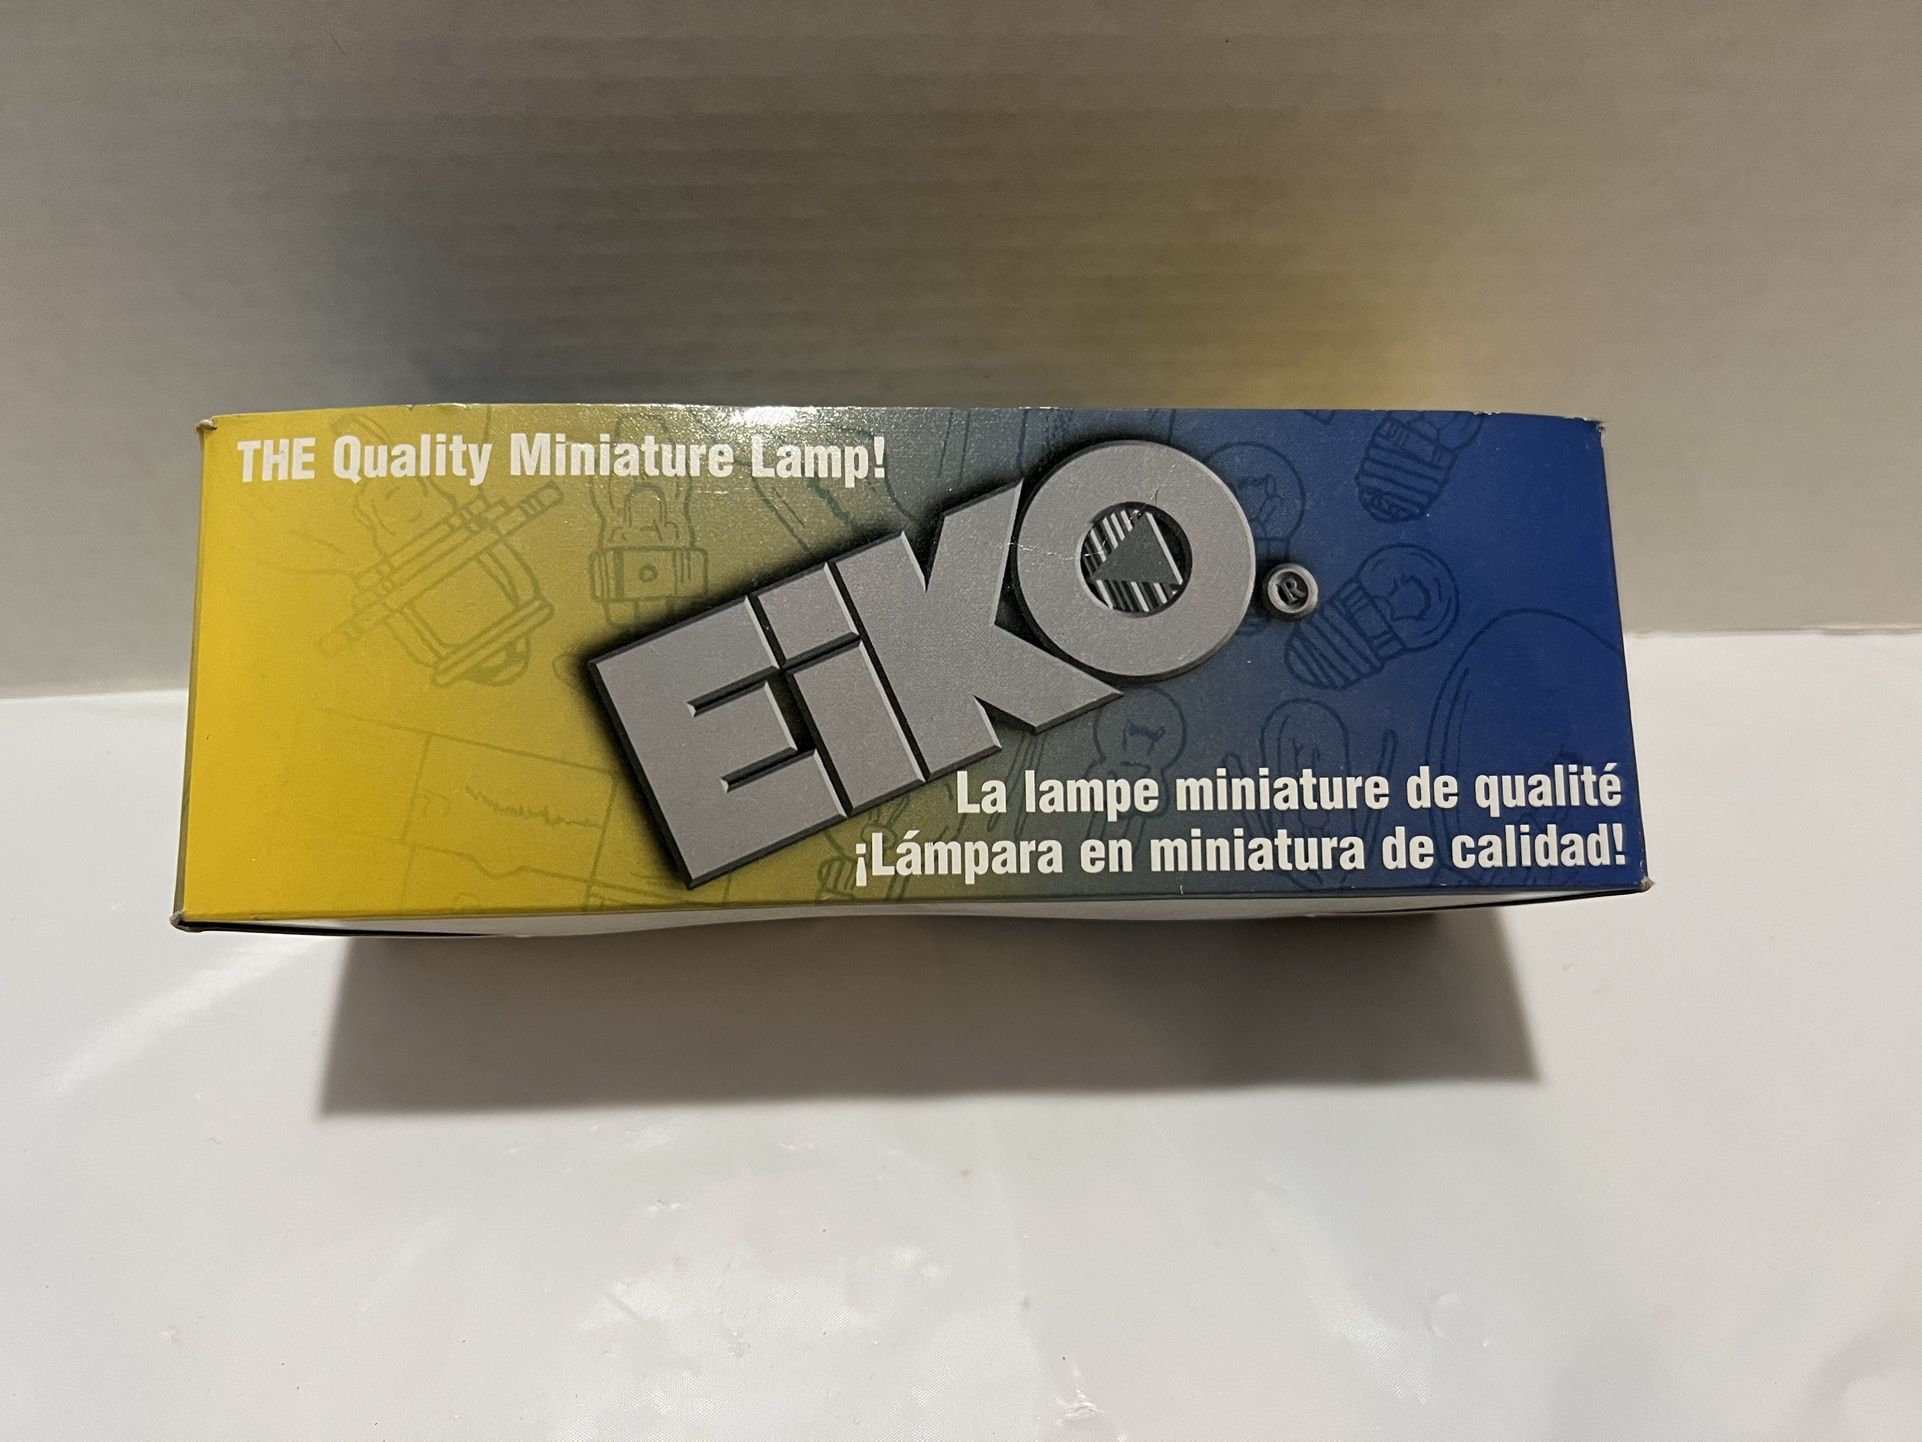 THE Quality Miniature Lamp!
EiKO®
La lampe miniature de qualité
¡Lámpara en miniatura de calidad!